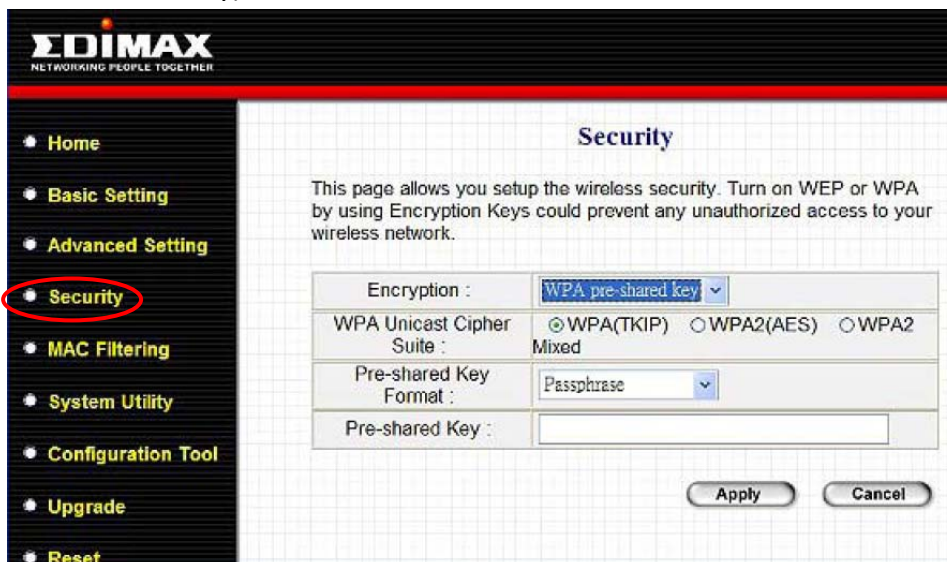 EDIMAX
NETWORKING PEOPLE TOGETHER
Home
Basic Setting
Advanced Setting
Security
MAC Filtering
System Utility
Configuration Tool
Upgrade
Reset
Security
This page allows you setup the wireless security. Turn on WEP or WPA
by using Encryption Keys could prevent any unauthorized access to your
wireless network.
Encryption : WPA pre-shared key
WPA Unicast Cipher
Suite :
WPA(TKIP) WPA2(AES) WPA2
Mixed
Pre-shared Key
Format :
Passphrase
Pre-shared Key :
Apply Cancel